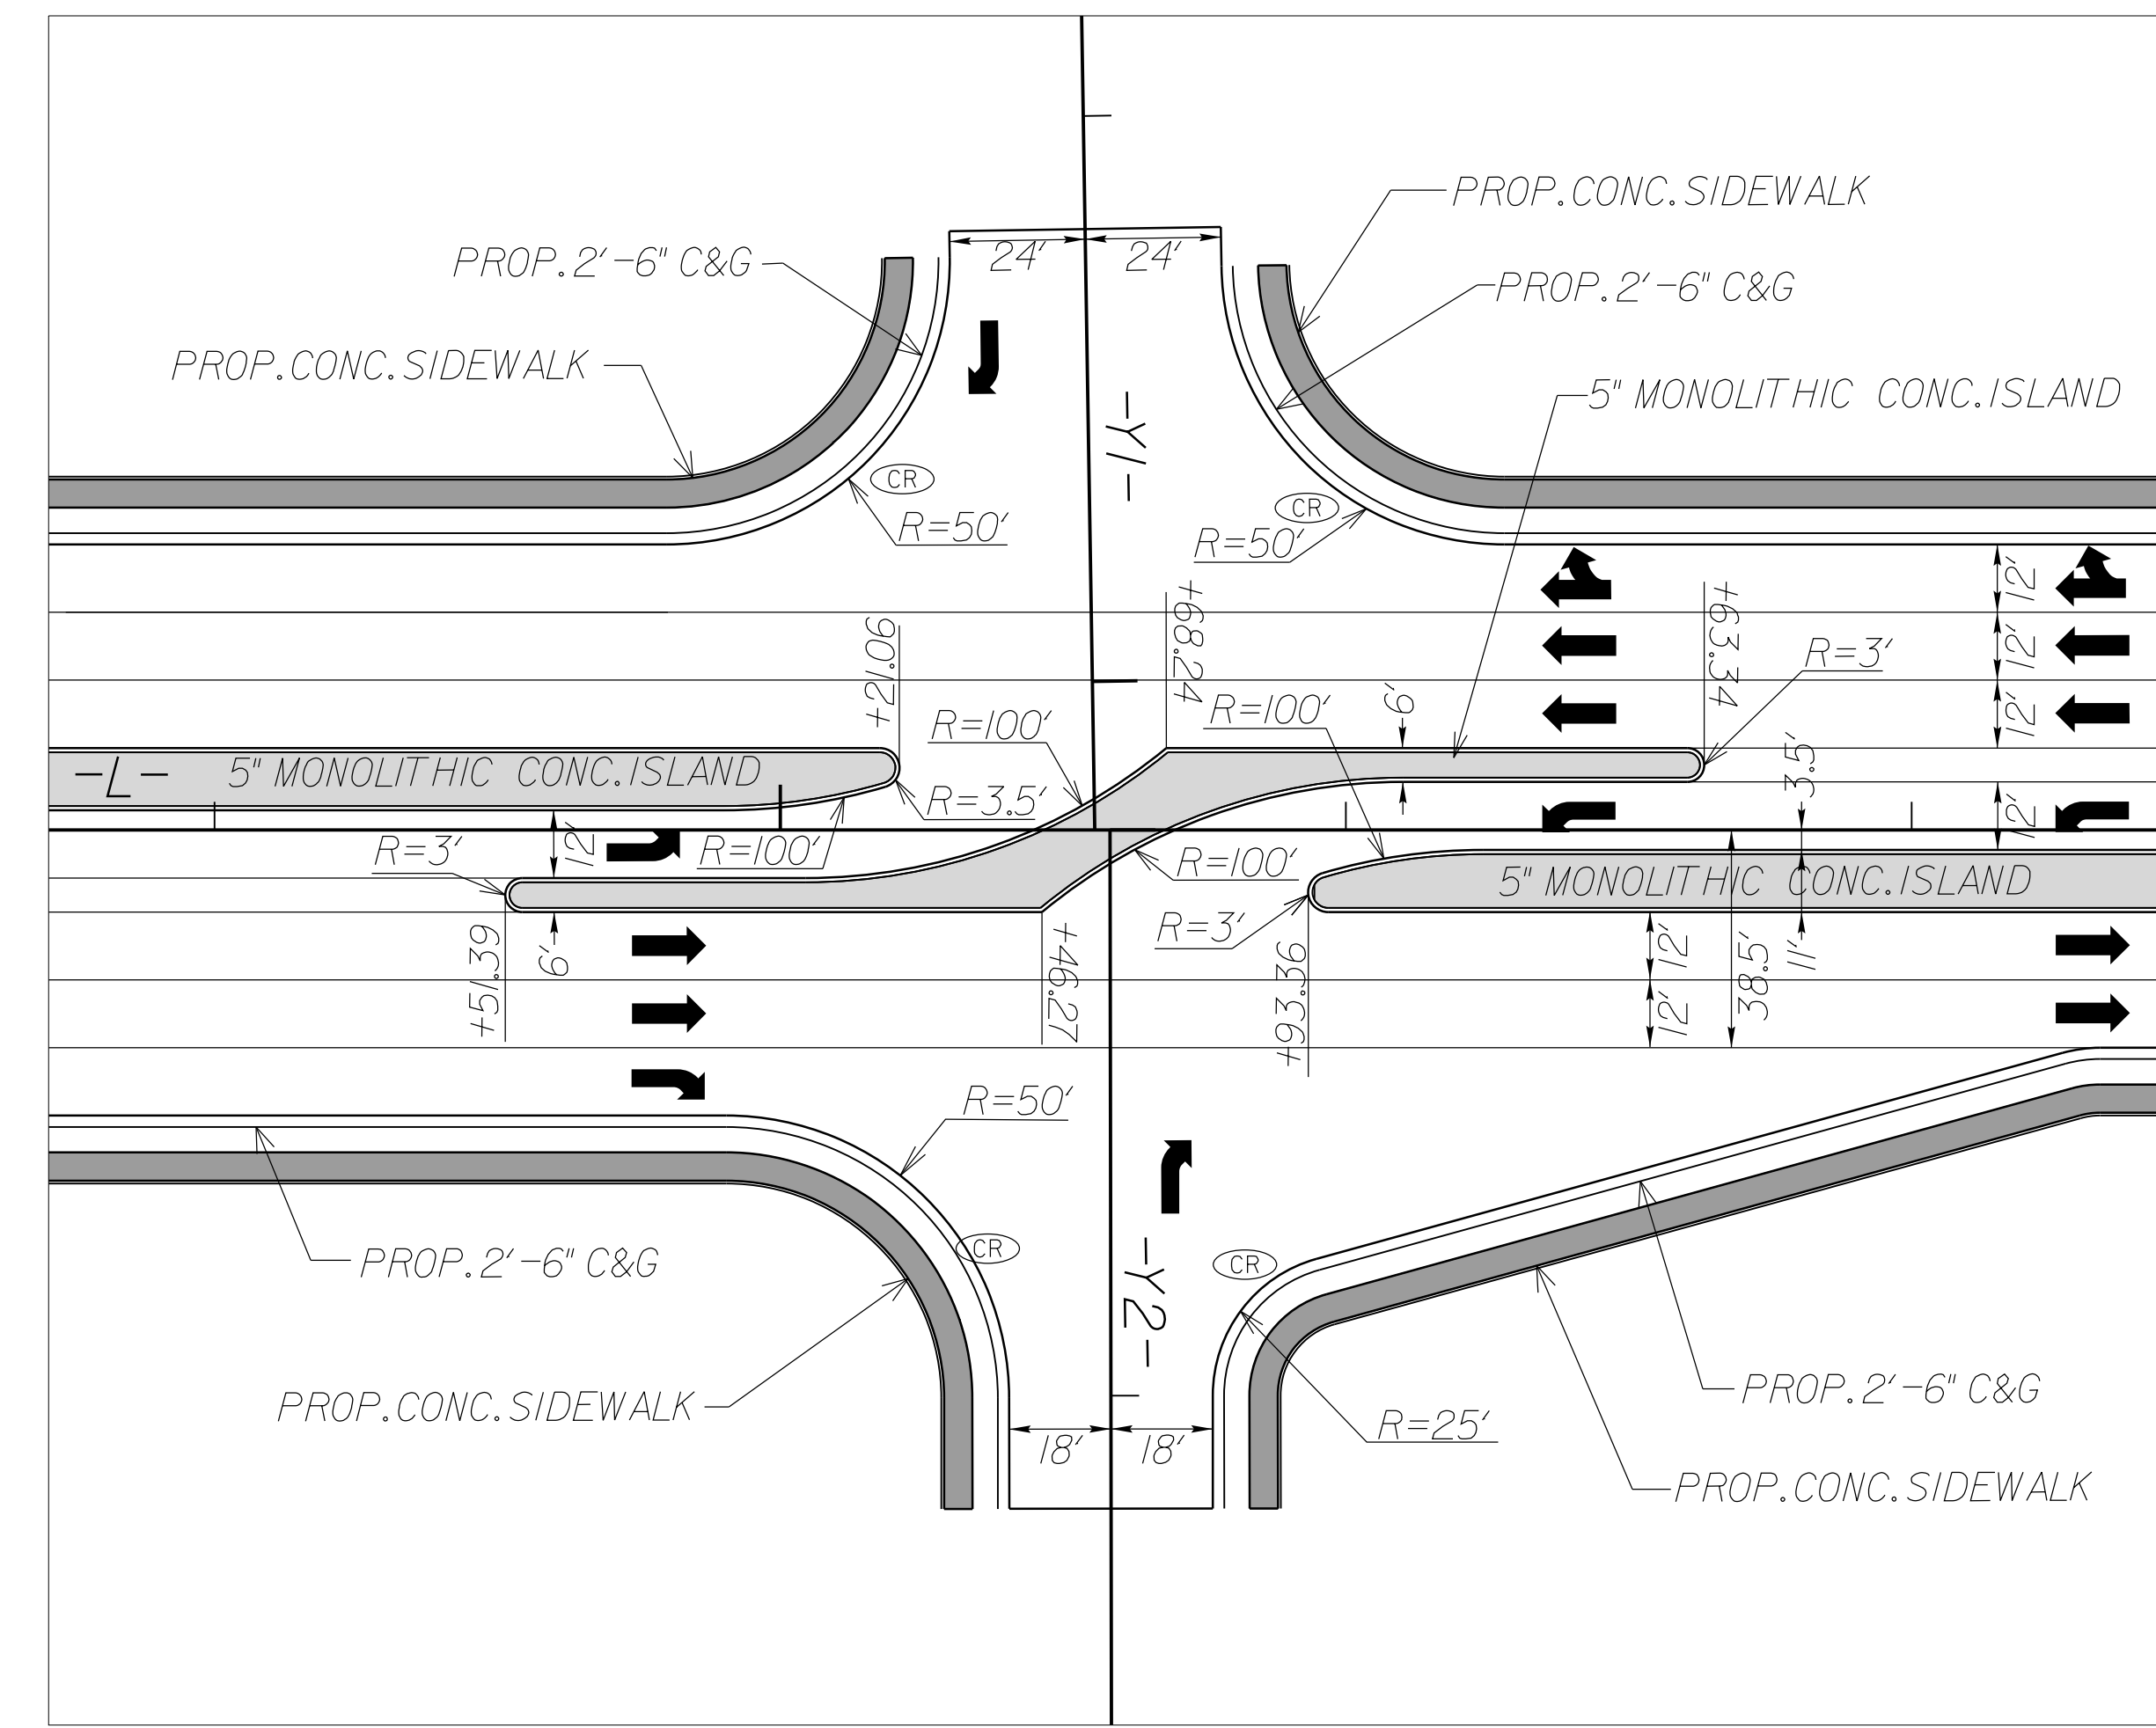 PROP.CONC.SIDEWALK
24' 24'
PROP.2'-6" C&G
PROP.2'-6" C&G
PROP.CONC.SIDEWALK
5" MONOLITHIC CONC.ISLAND
-Y1-
CR
R=50'
CR
R=50'
12'
+21.06
+68.24
+63.34
12'
R=3'
R=100'
R=100'
6'
12'
-L-
5" MONOLITHIC CONC.ISLAND
R=3.5'
3.5'
12'
R=3'
12'
R=100'
R=100'
5" MONOLITHIC CONC.ISLAND
+51.39
6'
+46.27
R=3'
+93.36
12'
38.5'
11'
12'
R=50'
CR
CR
-Y2-
PROP.2'-6" C&G
PROP.2'-6" C&G
PROP.CONC.SIDEWALK
18' 18'
R=25'
PROP.CONC.SIDEWALK